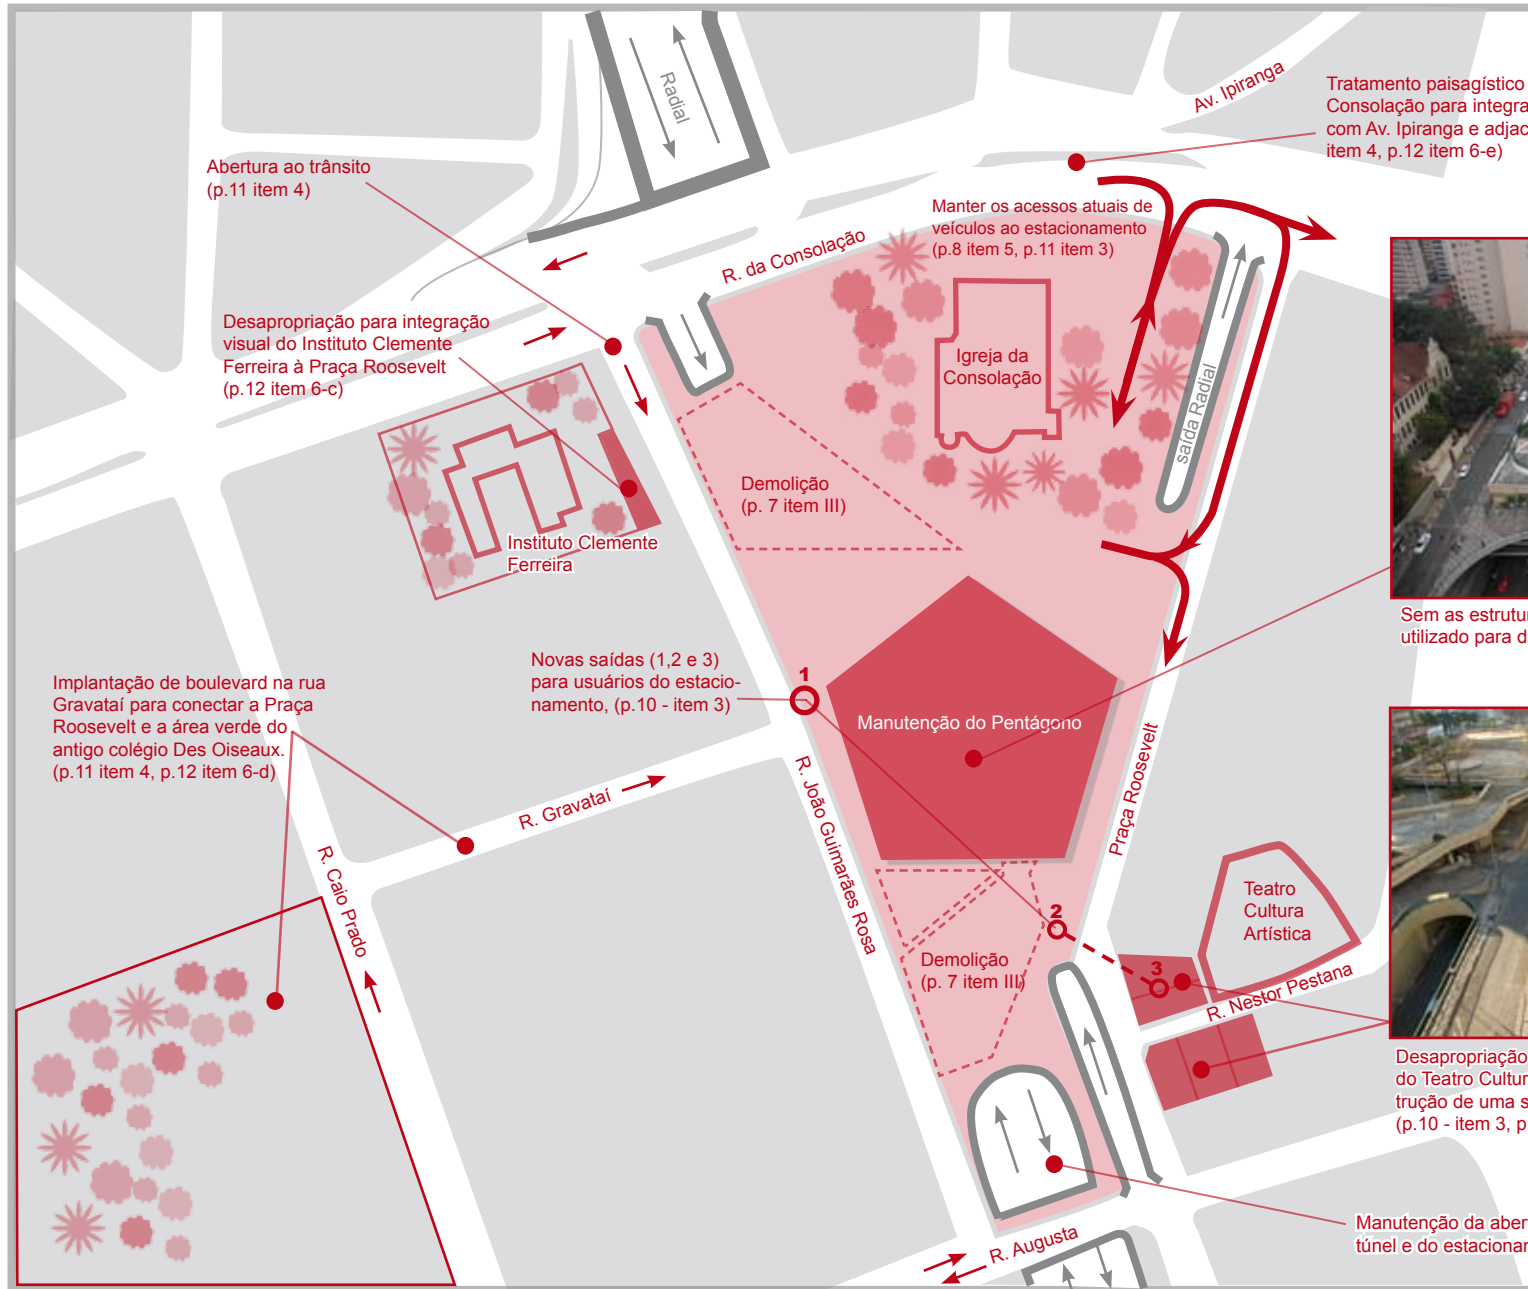 Radial
Av. Ipiranga
Tratamento paisagístico
Consolação para integra
com Av. Ipiranga e adjac
item 4, p.12 item 6-e)
Abertura ao trânsito
(p.11 item 4)
Manter os acessos atuais de
veículos ao estacionamento
(p.8 item 5, p.11 item 3)
R. da Consolação
Desapropriação para integração
visual do Instituto Clemente
Ferreira à Praça Roosevelt
(p.12 item 6-c)
Igreja da
Consolação
saída Radial
Demolição
(p. 7 item III)
Instituto Clemente
Ferreira
Sem as estrutur
utilizado para d
Novas saídas (1,2 e 3)
para usuários do estacio-
namento, (p.10 - item 3)
1
Implantação de boulevard na rua
Gravataí para conectar a Praça
Roosevelt e a área verde do
antigo colégio Des Oiseaux.
(p.11 item 4, p.12 item 6-d)
Manutenção do Pentágono
R. Gravataí
R. João Guimarães Rosa
Praça Roosevelt
R. Caio Prado
Teatro
Cultura
Artística
2
Demolição
(p. 7 item III)
3
R. Nestor Pestana
Desapropriação
do Teatro Cultur
trução de uma s
(p.10 - item 3, p
Manutenção da aber
túnel e do estacionar
R. Augusta